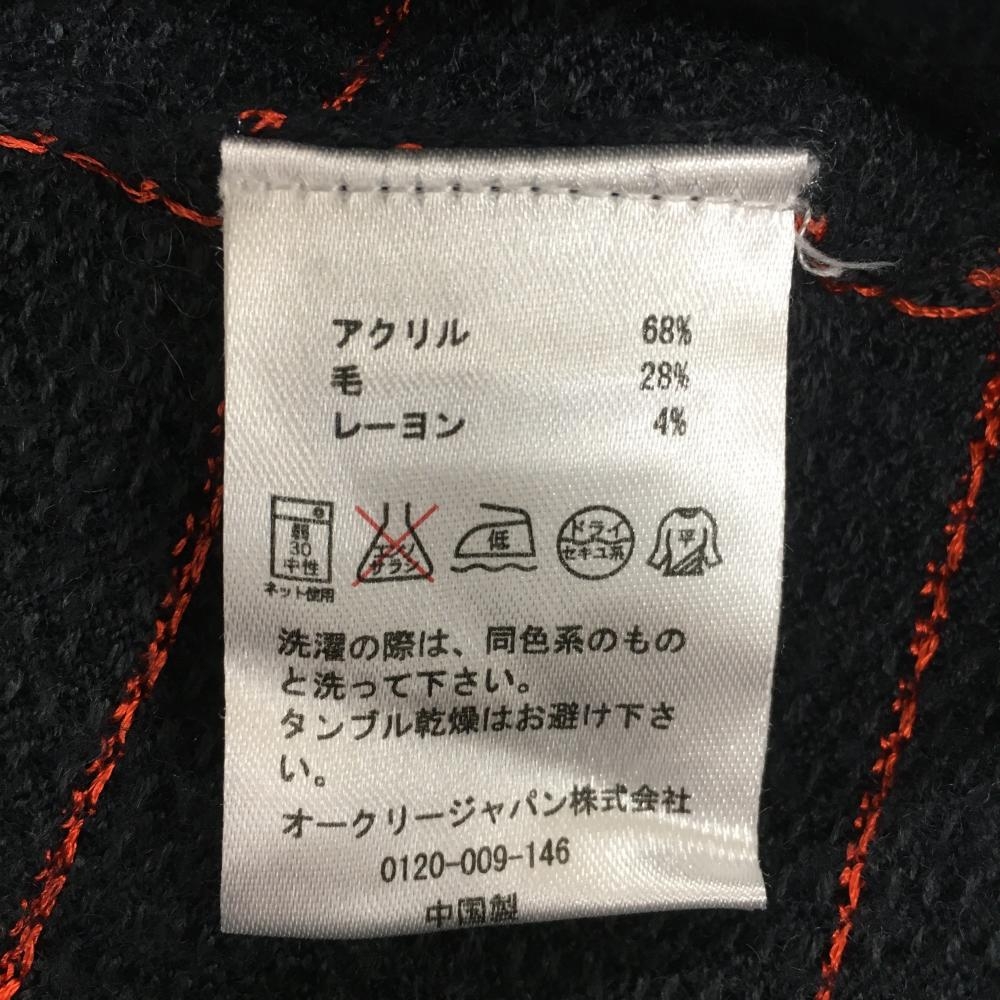 アクリル 68%
毛 28%
レーヨン 4%
弱
30
中性
ネット使用
エンソ
サラシ
低
ドライ
セキユ系
平
洗濯の際は、同色系のもの
と洗って下さい。
タンブル乾燥はお避け下さ
い。
オークリージャパン株式会社
0120-009-146
中国製